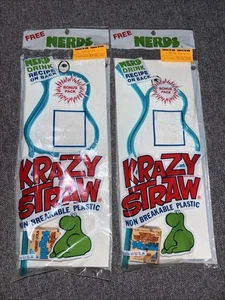 FREE
NERDS
NERD
DRINK
RECIPE
ON BACK
BONUS
PACK
KRAZY
STRAW
NON BREAKABLE PLASTIC
FREE
NERDS
NERD
DRINK
RECIPE
ON BACK
BONUS
PACK
KRAZY
STRAW
NON BREAKABLE PLASTIC